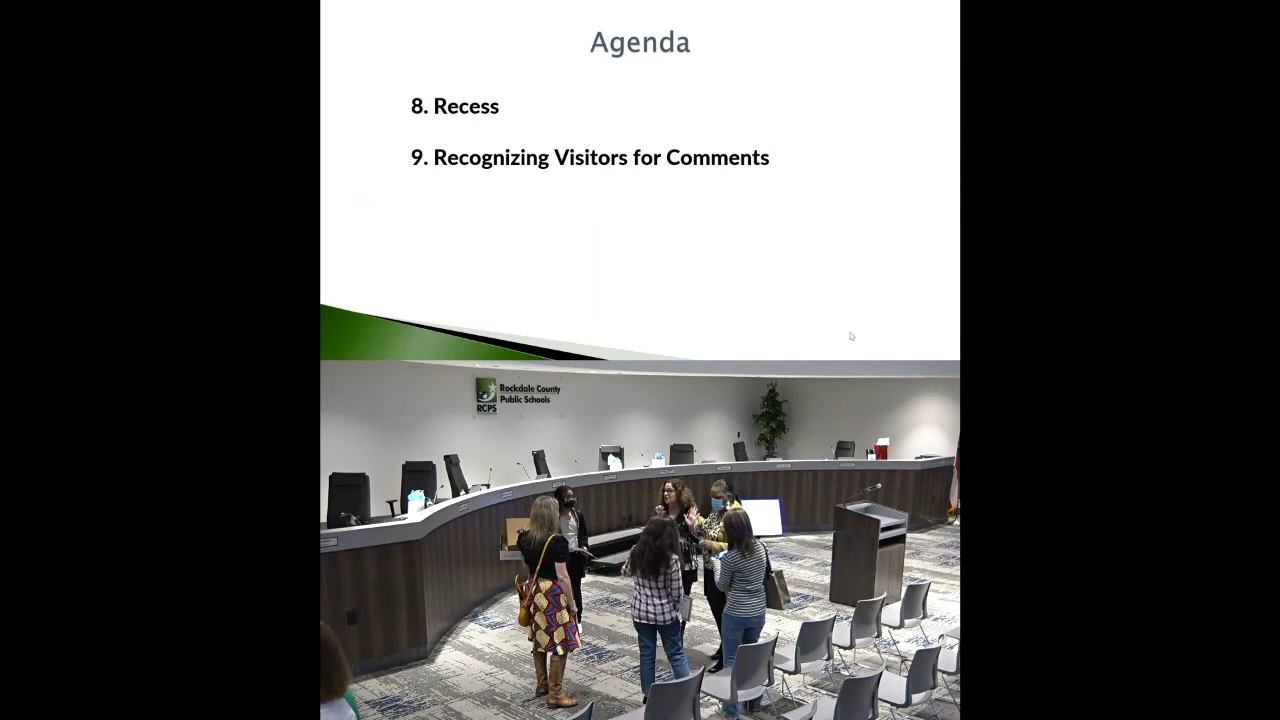 Agenda
8. Recess
9. Recognizing Visitors for Comments
Rockdale County
Public Schools
RCPS